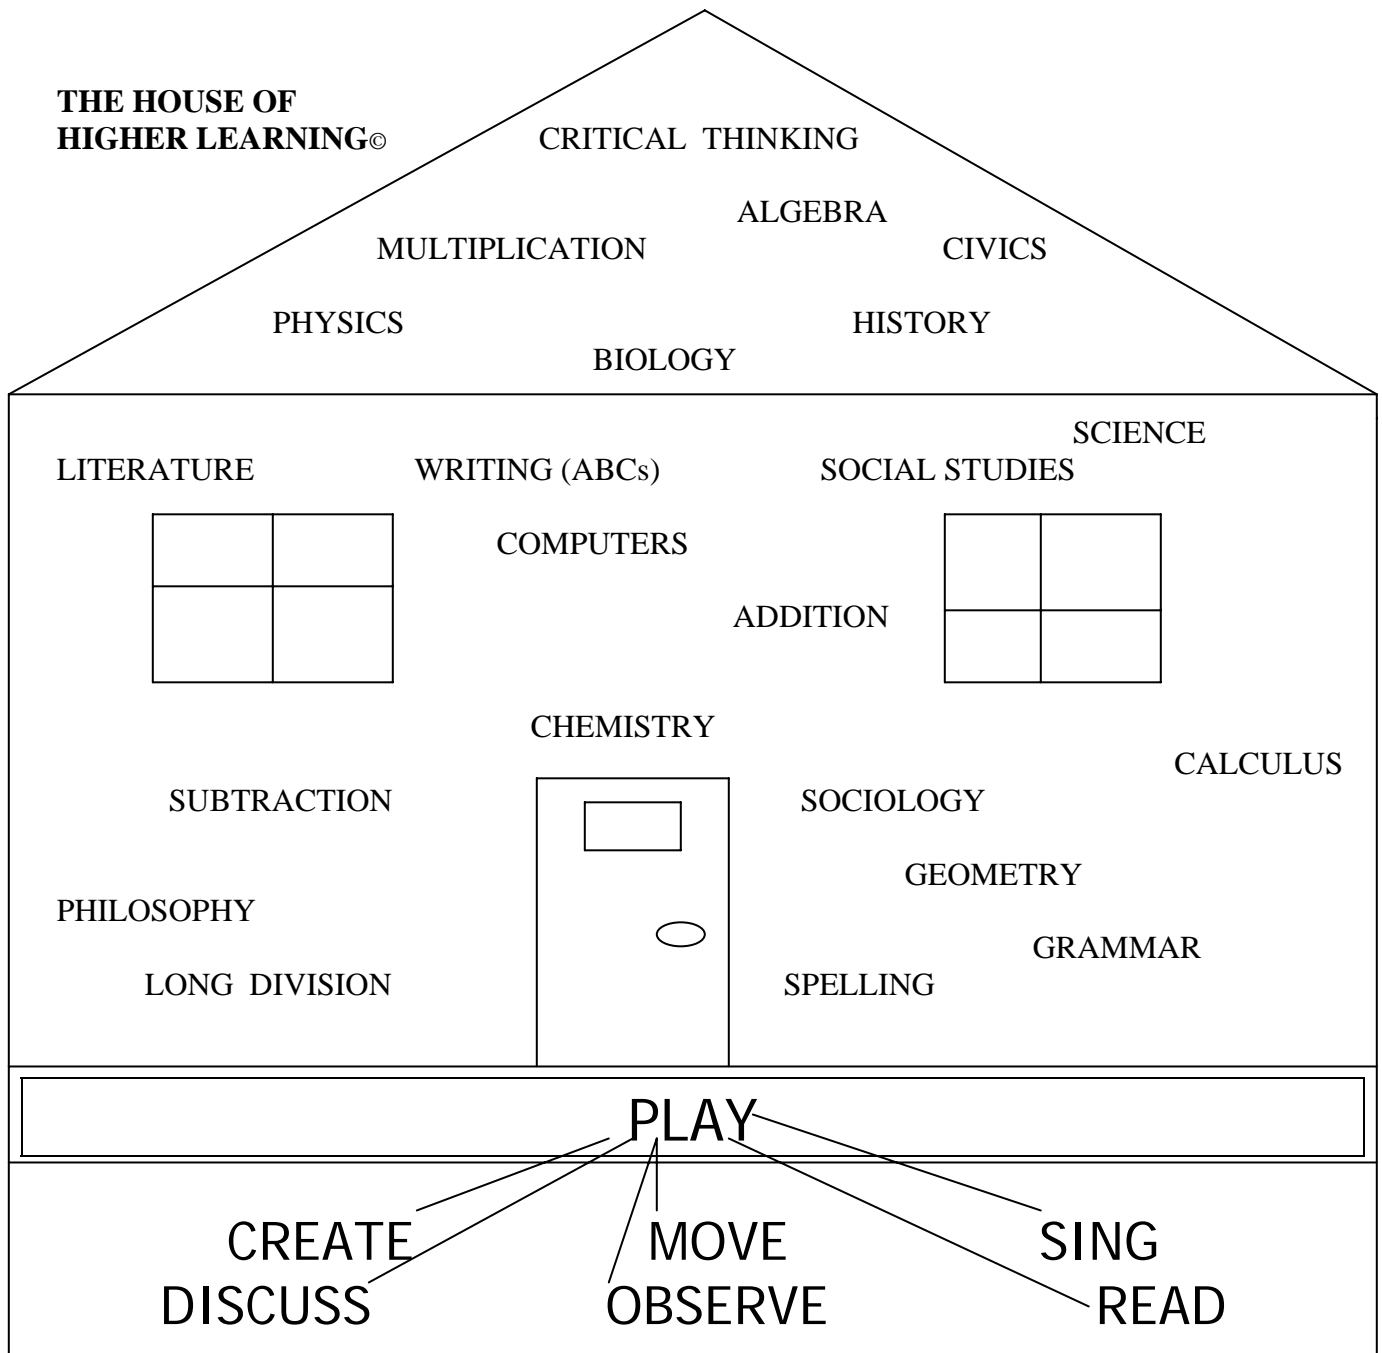 THE HOUSE OF
HIGHER LEARNING©
CRITICAL THINKING
ALGEBRA
MULTIPLICATION
CIVICS
PHYSICS
HISTORY
BIOLOGY
SCIENCE
LITERATURE
WRITING (ABCs)
SOCIAL STUDIES
COMPUTERS
ADDITION
CHEMISTRY
CALCULUS
SUBTRACTION
SOCIOLOGY
GEOMETRY
PHILOSOPHY
GRAMMAR
LONG DIVISION
SPELLING
PLAY
CREATE
MOVE
SING
DISCUSS
OBSERVE
READ